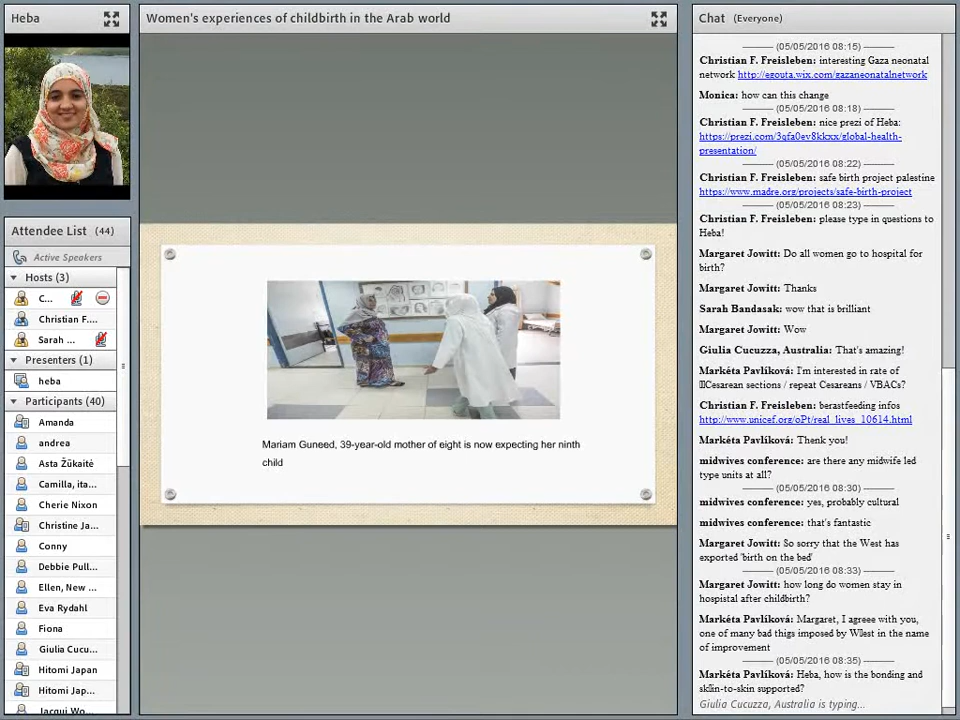 Heba
Women's experiences of childbirth in the Arab world
Chat (Everyone)
Attendee List (44)
Active Speakers
Hosts (3)
C...
Christian F....
Sarah ...
Presenters (1)
heba
Participants (40)
Amanda
andrea
Asta Žūkaitė
Camilla, ita...
Cherie Nixon
Christine Ja...
Conny
Debbie Pull...
Ellen, New ...
Eva Rydahl
Fiona
Giulia Cucu...
Hitomi Japan
Hitomi Jap...
Jacqui Wo...
Mariam Guneed, 39-year-old mother of eight is now expecting her ninth
child
(05/05/2016 08:15)
Christian F. Freisleben: interesting Gaza neonatal
network http://egouta.wix.com/gazaneonatalnetwork
Monica: how can this change
(05/05/2016 08:18)
Christian F. Freisleben: nice prezi of Heba:
https://prezi.com/3qfa0ev8kkxx/global-health-
presentation/
(05/05/2016 08:22)
Christian F. Freisleben: safe birth project palestine
https://www.madre.org/projects/safe-birth-project
(05/05/2016 08:23)
Christian F. Freisleben: please type in questions to
Heba!
Margaret Jowitt: Do all women go to hospital for
birth?
Margaret Jowitt: Thanks
Sarah Bandasak: wow that is brilliant
Margaret Jowitt: Wow
Giulia Cucuzza, Australia: That's amazing!
Markéta Pavlíková: I'm interested in rate of
Cesarean sections / repeat Cesareans / VBACs?
Christian F. Freisleben: berastfeeding infos
http://www.unicef.org/oPt/real_lives_10614.html
Markéta Pavlíková: Thenk you!
midwives conference: are there any midwife led
type units at all?
(05/05/2016 08:30)
midwives conference: yes, probably cultural
midwives conference: that's fantastic
Margaret Jowitt: So sorry that the West has
exported 'birth on the bed'
(05/05/2016 08:33)
Margaret Jowitt: how long do women stay in
hospistal after childbirth?
Markéta Pavlíková: Margaret, I agreee with you,
one of many bad thigs imposed by West in the name
of improvement
(05/05/2016 08:35)
Markéta Pavlíková: Heba, how is the bonding and
skin-to-skin supported?
Giulia Cucuzza, Australia is typing...